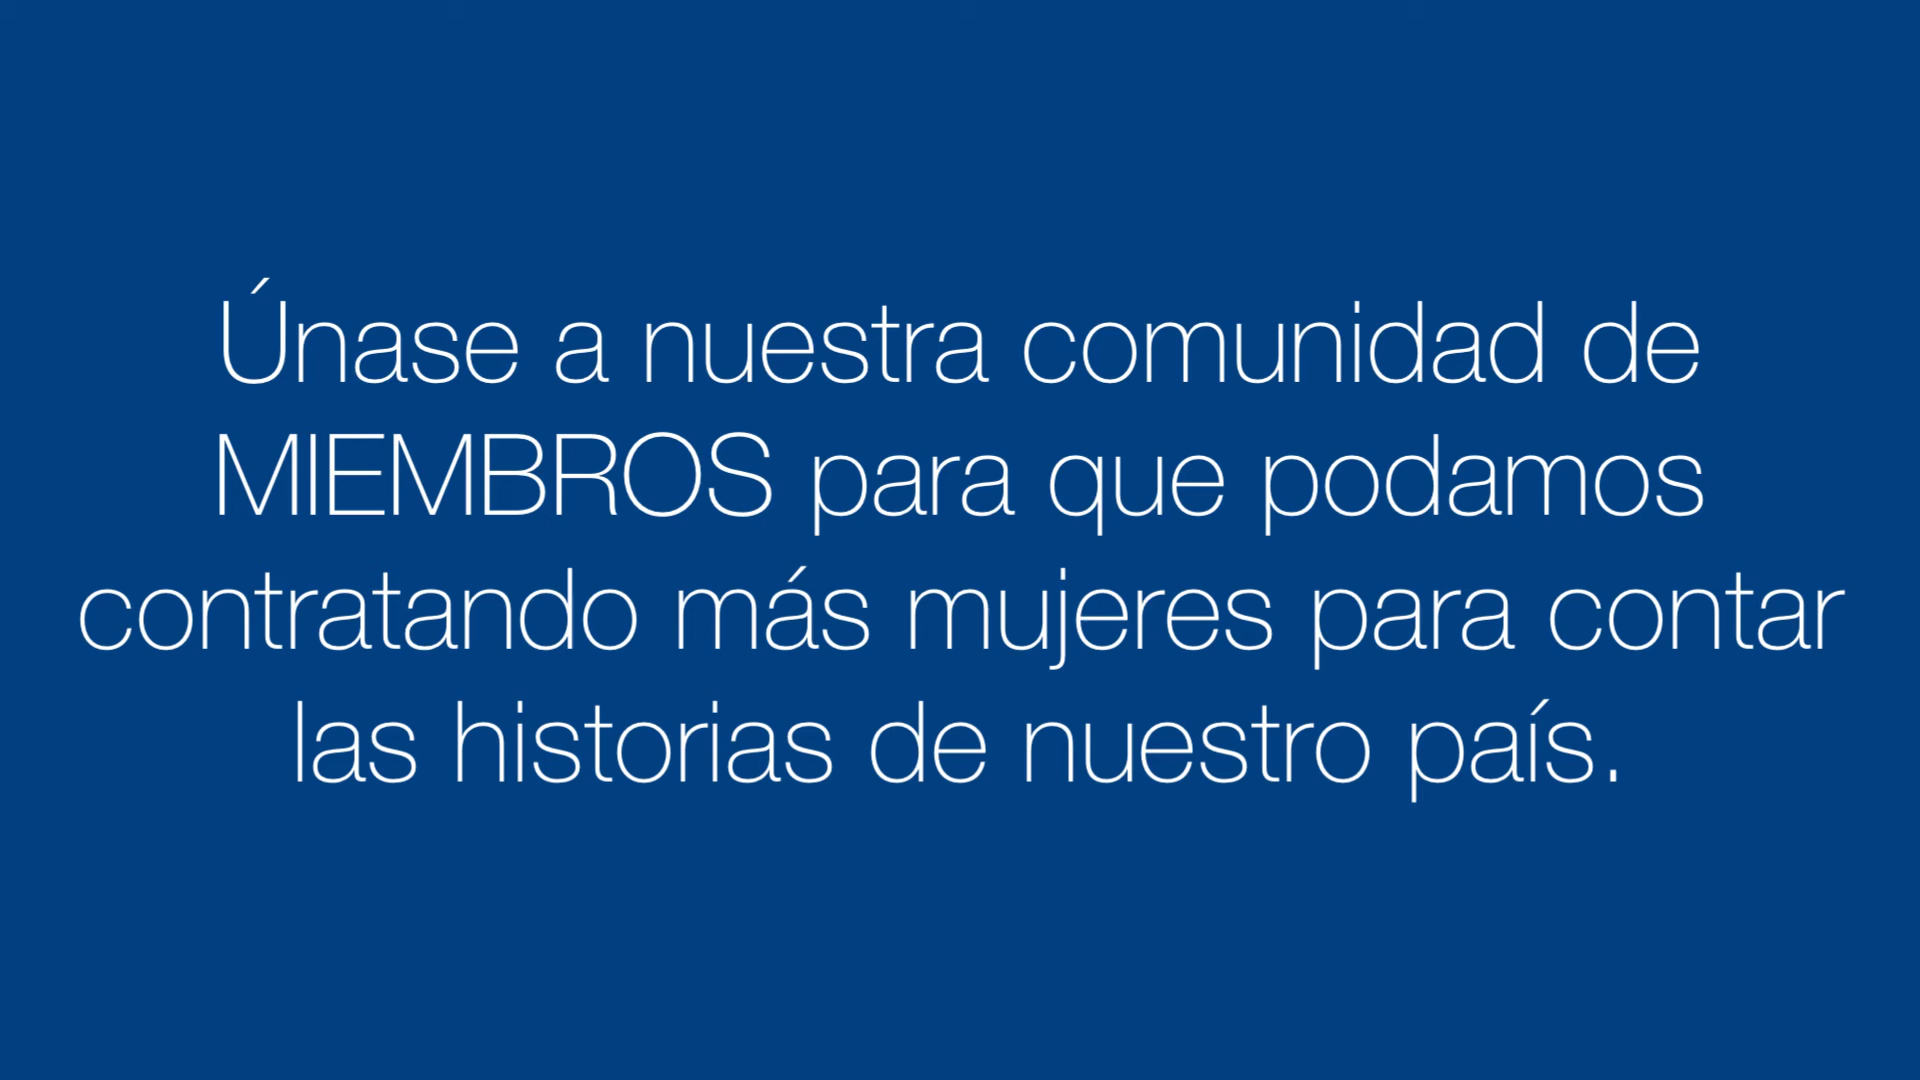 Únase a nuestra comunidad de
MIEMBROS para que podamos
contratando más mujeres para contar
las historias de nuestro país.